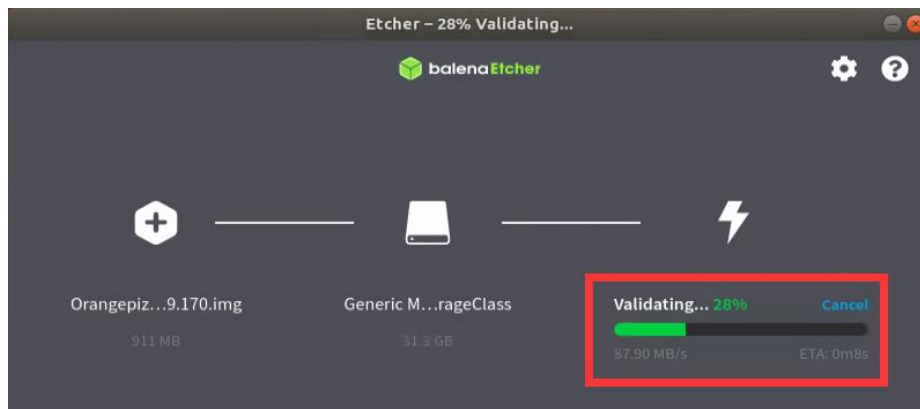 Etcher – 28% Validating...
balenaEtcher
Orangepiz...9.170.img
911 MB
Generic M...rageClass
31.3 GB
Validating... 28%
Cancel
87.90 MB/s
ETA: 0m8s